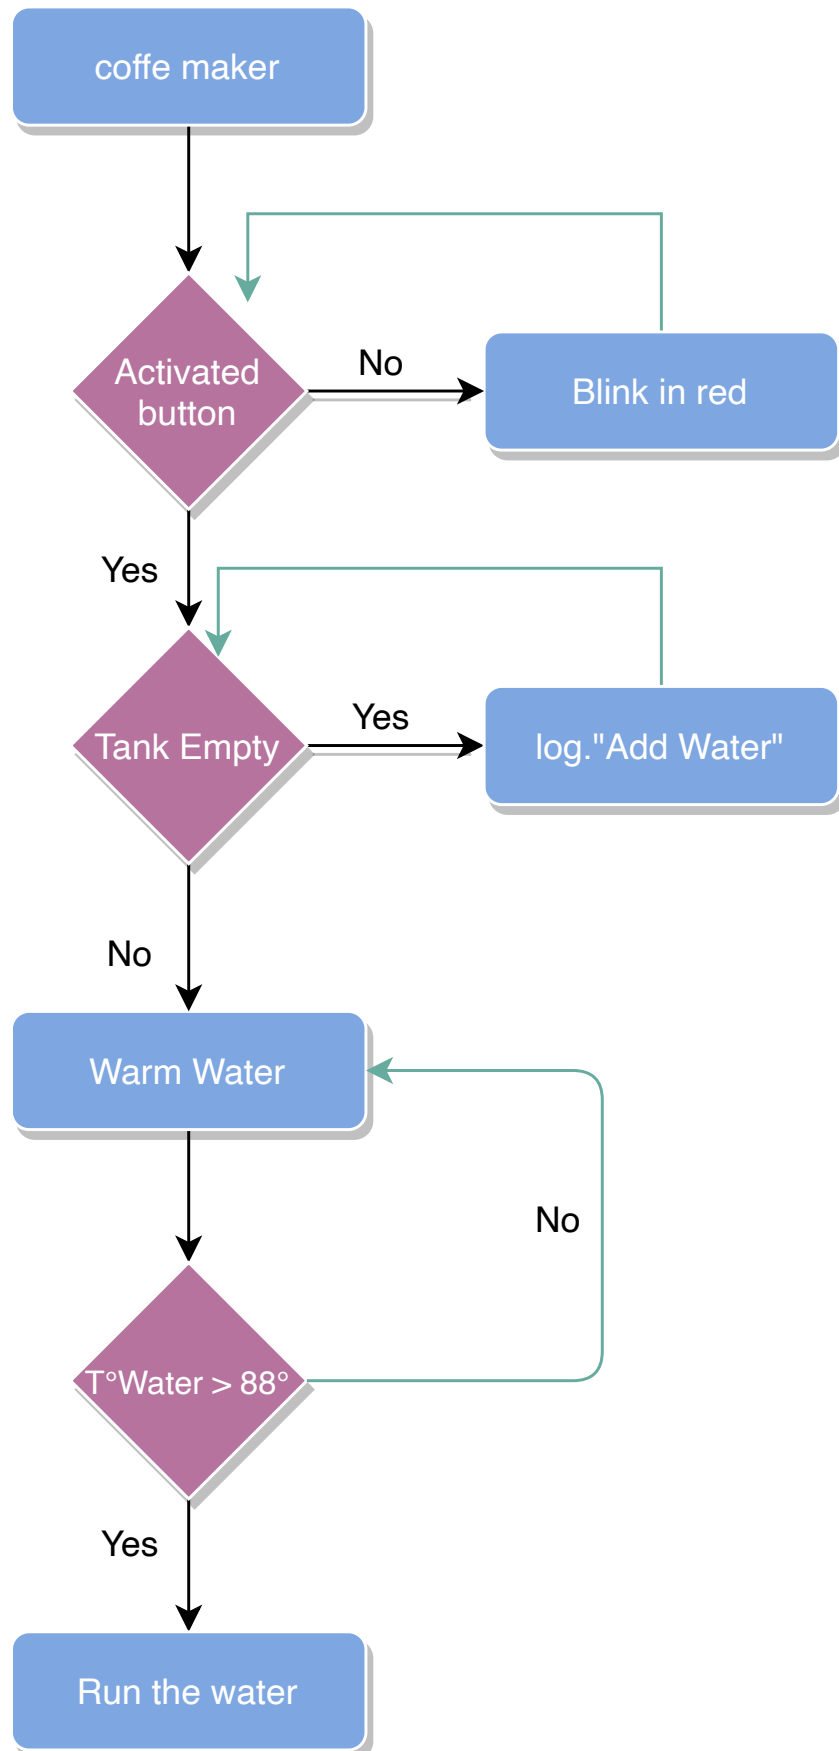 coffe maker
Activated
button
No
Blink in red
Yes
Tank Empty
Yes
log."Add Water"
No
Warm Water
No
T°Water > 88°
Yes
Run the water